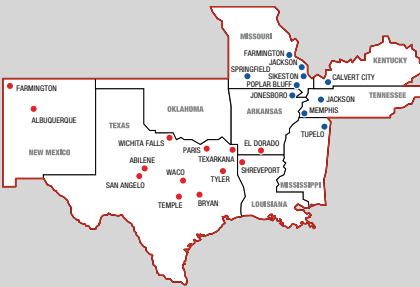 MISSOURI
FARMINGTON
JACKSON
KENTUCKY
SPRINGFIELD
SIKESTON
CALVERT CITY
POPLAR BLUFF
FARMINGTON
JONESBORO
JACKSON
TENNESSEE
OKLAHOMA
ARKANSAS
MEMPHIS
ALBUQUERQUE
TEXAS
TUPELO
WICHITA FALLS
PARIS
EL DORADO
NEW MEXICO
ABILENE
TEXARKANA
SHREVEPORT
SAN ANGELO
WACO
TYLER
MISSISSIPPI
TEMPLE
BRYAN
LOUISIANA